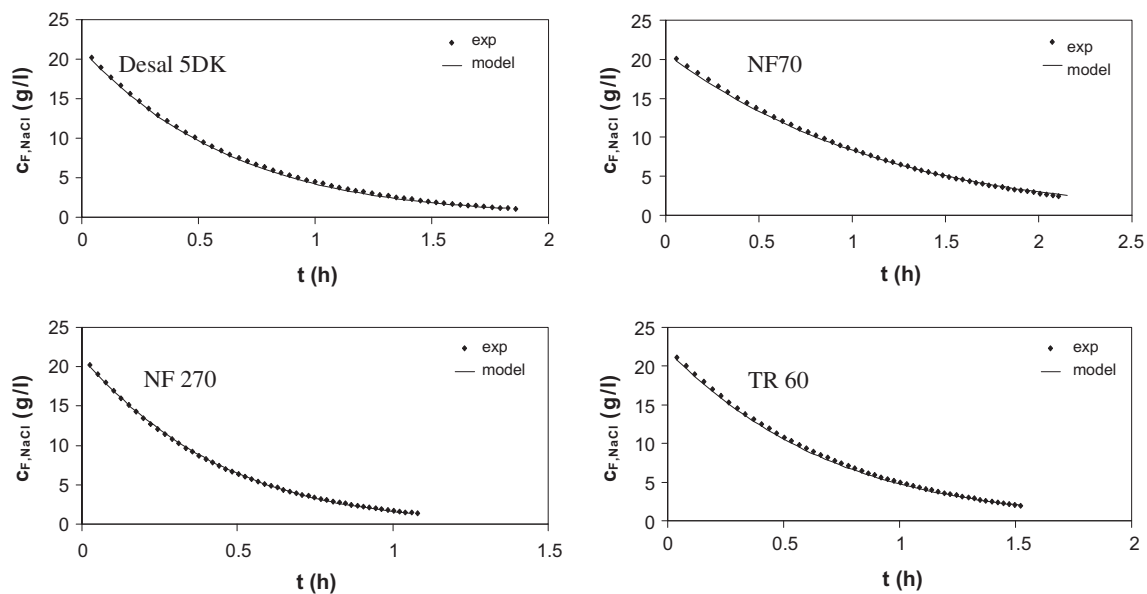 25
20
15
10
5
0
c_F,NaCl (g/l)
Desal 5DK
exp
model
0 0.5 1 1.5 2
t (h)
25
20
15
10
5
0
c_F,NaCl (g/l)
NF70
exp
model
0 0.5 1 1.5 2 2.5
t (h)
25
20
15
10
5
0
c_F,NaCl (g/l)
NF 270
exp
model
0 0.5 1 1.5
t (h)
25
20
15
10
5
0
c_F,NaCl (g/l)
TR 60
exp
model
0 0.5 1 1.5 2
t (h)